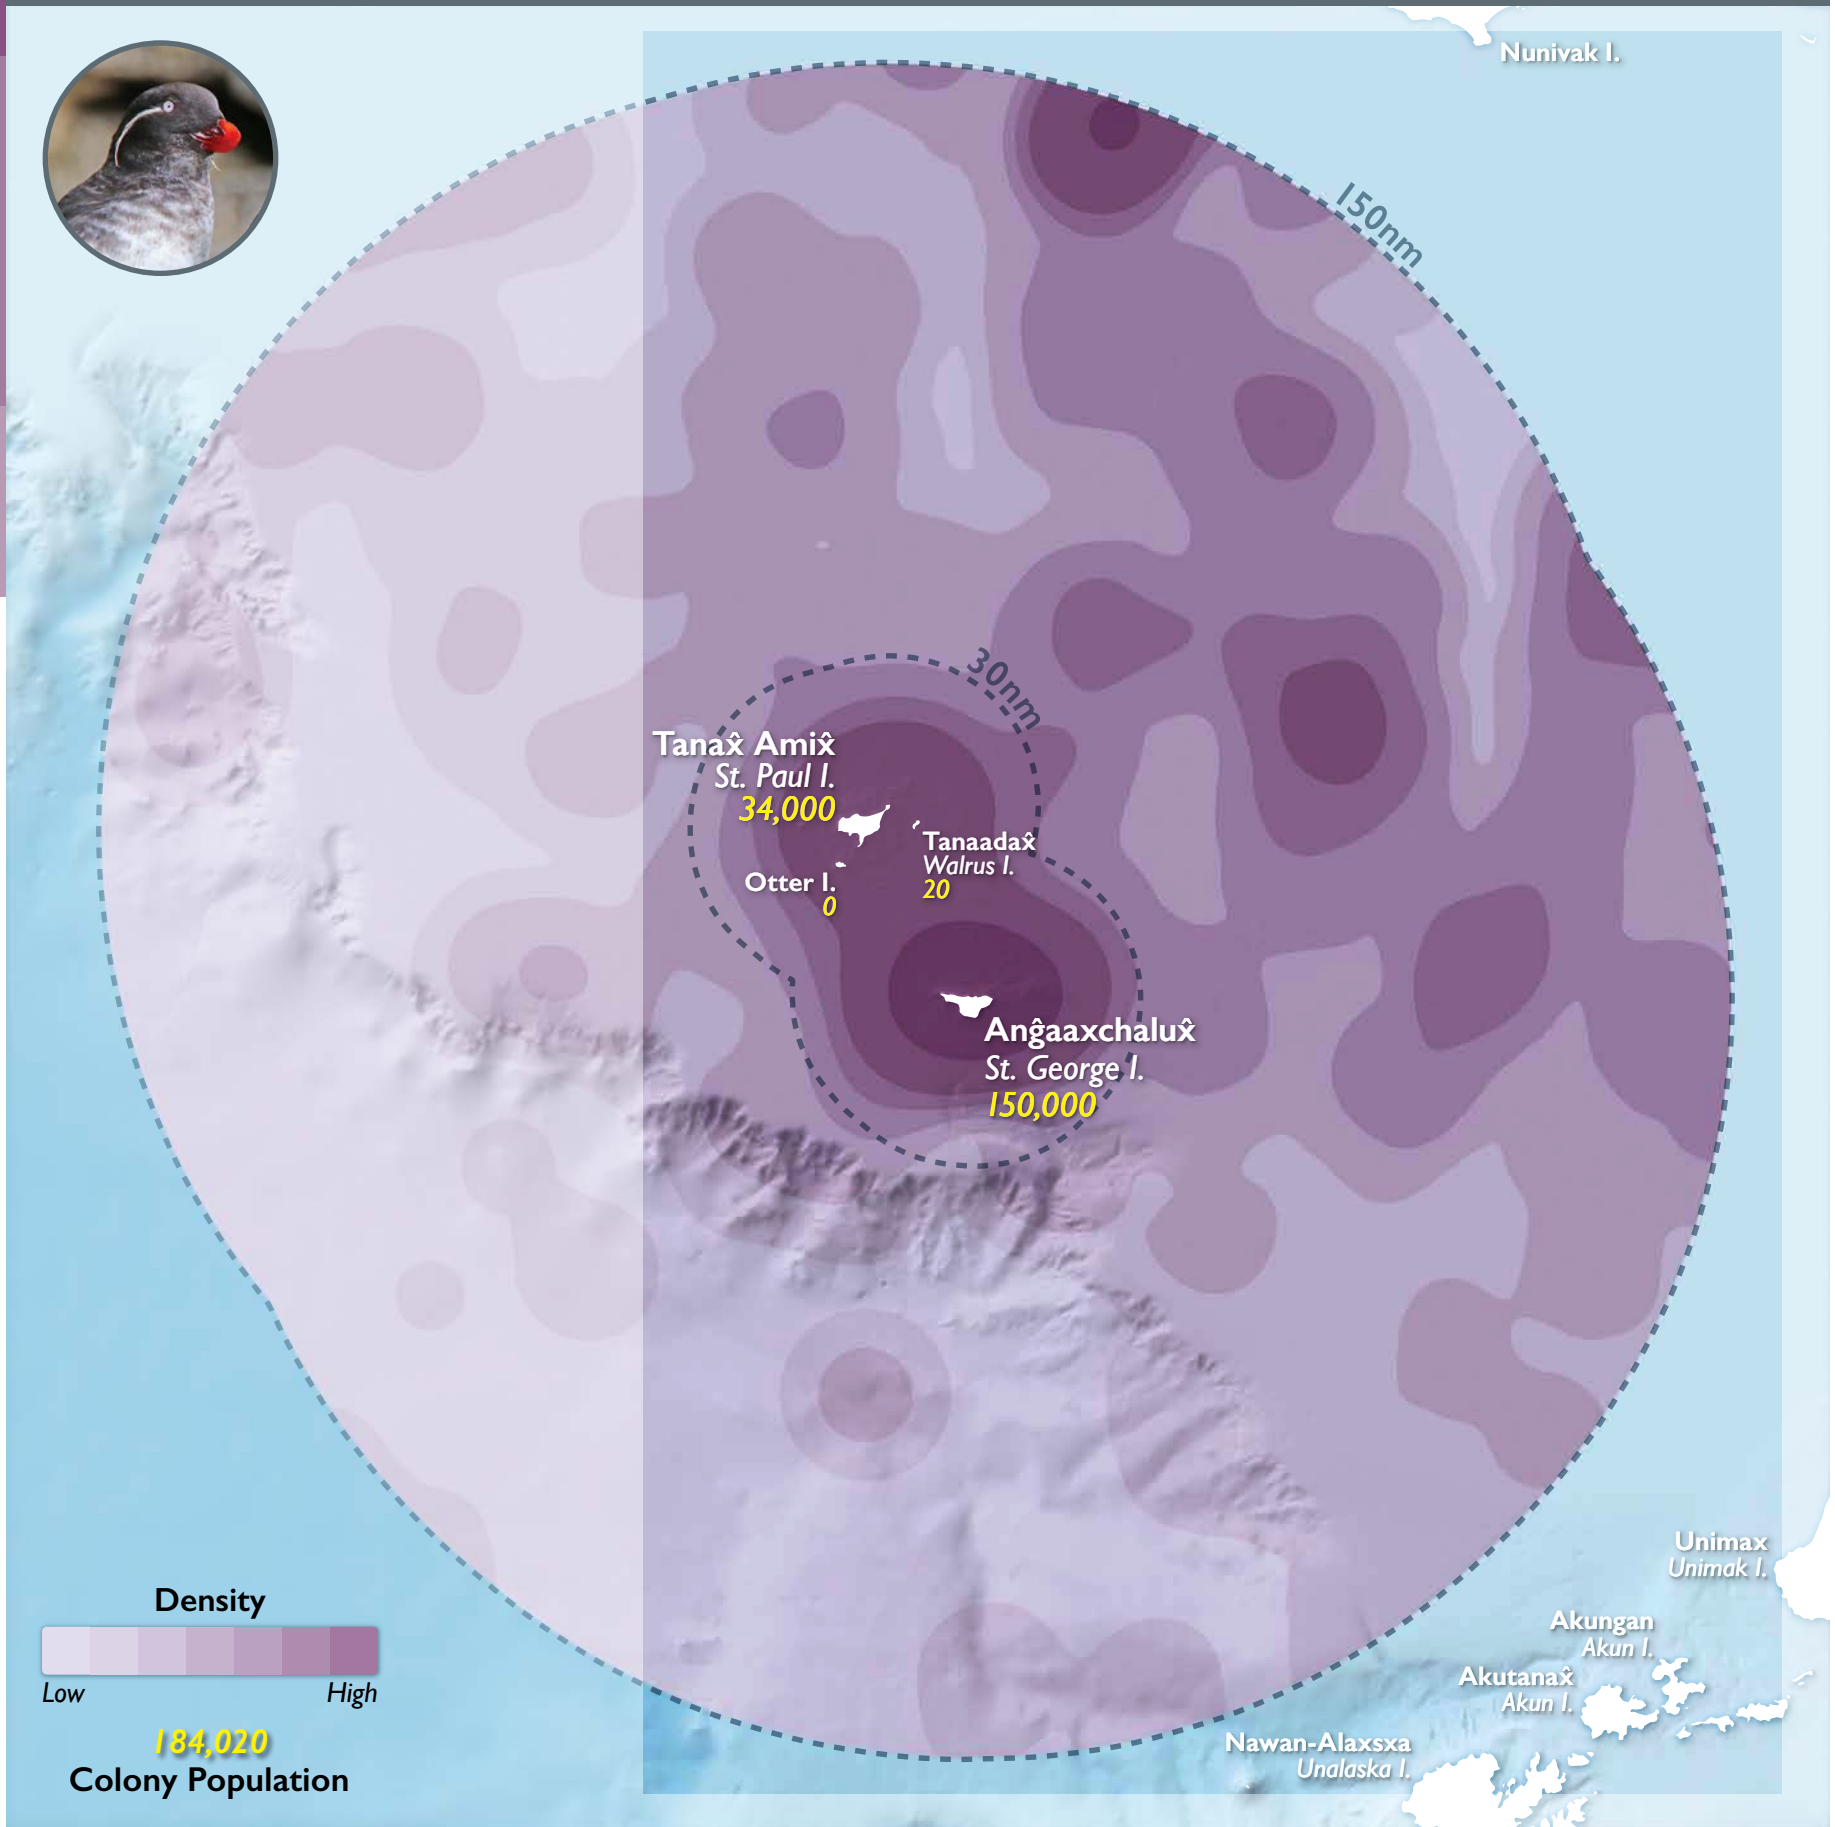 Nunivak I.
150nm
30nm
Tanax̂ Amix̂
St. Paul I.
34,000
Tanaadax̂
Walrus I.
20
Otter I.
0
Anĝaaxchalux̂
St. George I.
150,000
Unimax
Unimak I.
Akungan
Akun I.
Akutanax̂
Akun I.
Nawan-Alaxsxa
Unalaska I.
Density
Low High
184,020
Colony Population